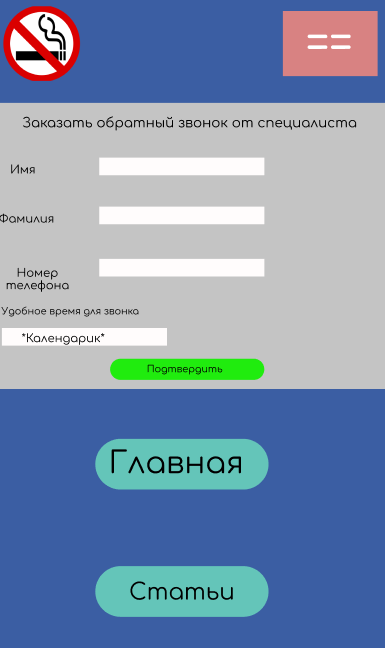 Заказать обратный звонок от специалиста
Имя
Фамилия
Номер
телефона
Удобное время для звонка
*Календарик*
Подтвердить
Главная
Статьи